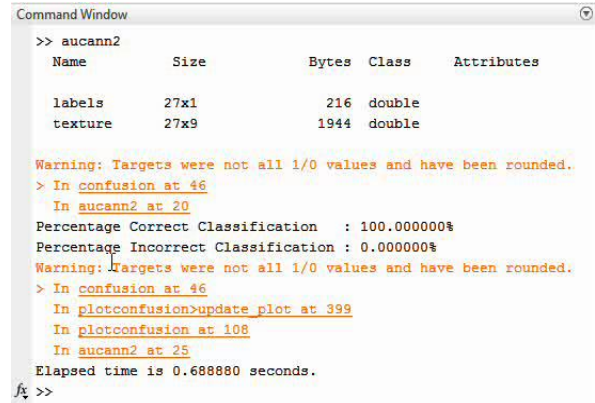 Command Window
>> aucann2
Name Size Bytes Class Attributes
labels 27x1 216 double
texture 27x9 1944 double
Warning: Targets were not all 1/0 values and have been rounded.
> In confusion at 46
In aucann2 at 20
Percentage Correct Classification : 100.000000%
Percentage Incorrect Classification : 0.000000%
Warning: Targets were not all 1/0 values and have been rounded.
> In confusion at 46
In plotconfusion>update_plot at 399
In plotconfusion at 108
In aucann2 at 25
Elapsed time is 0.688880 seconds.
fx >>